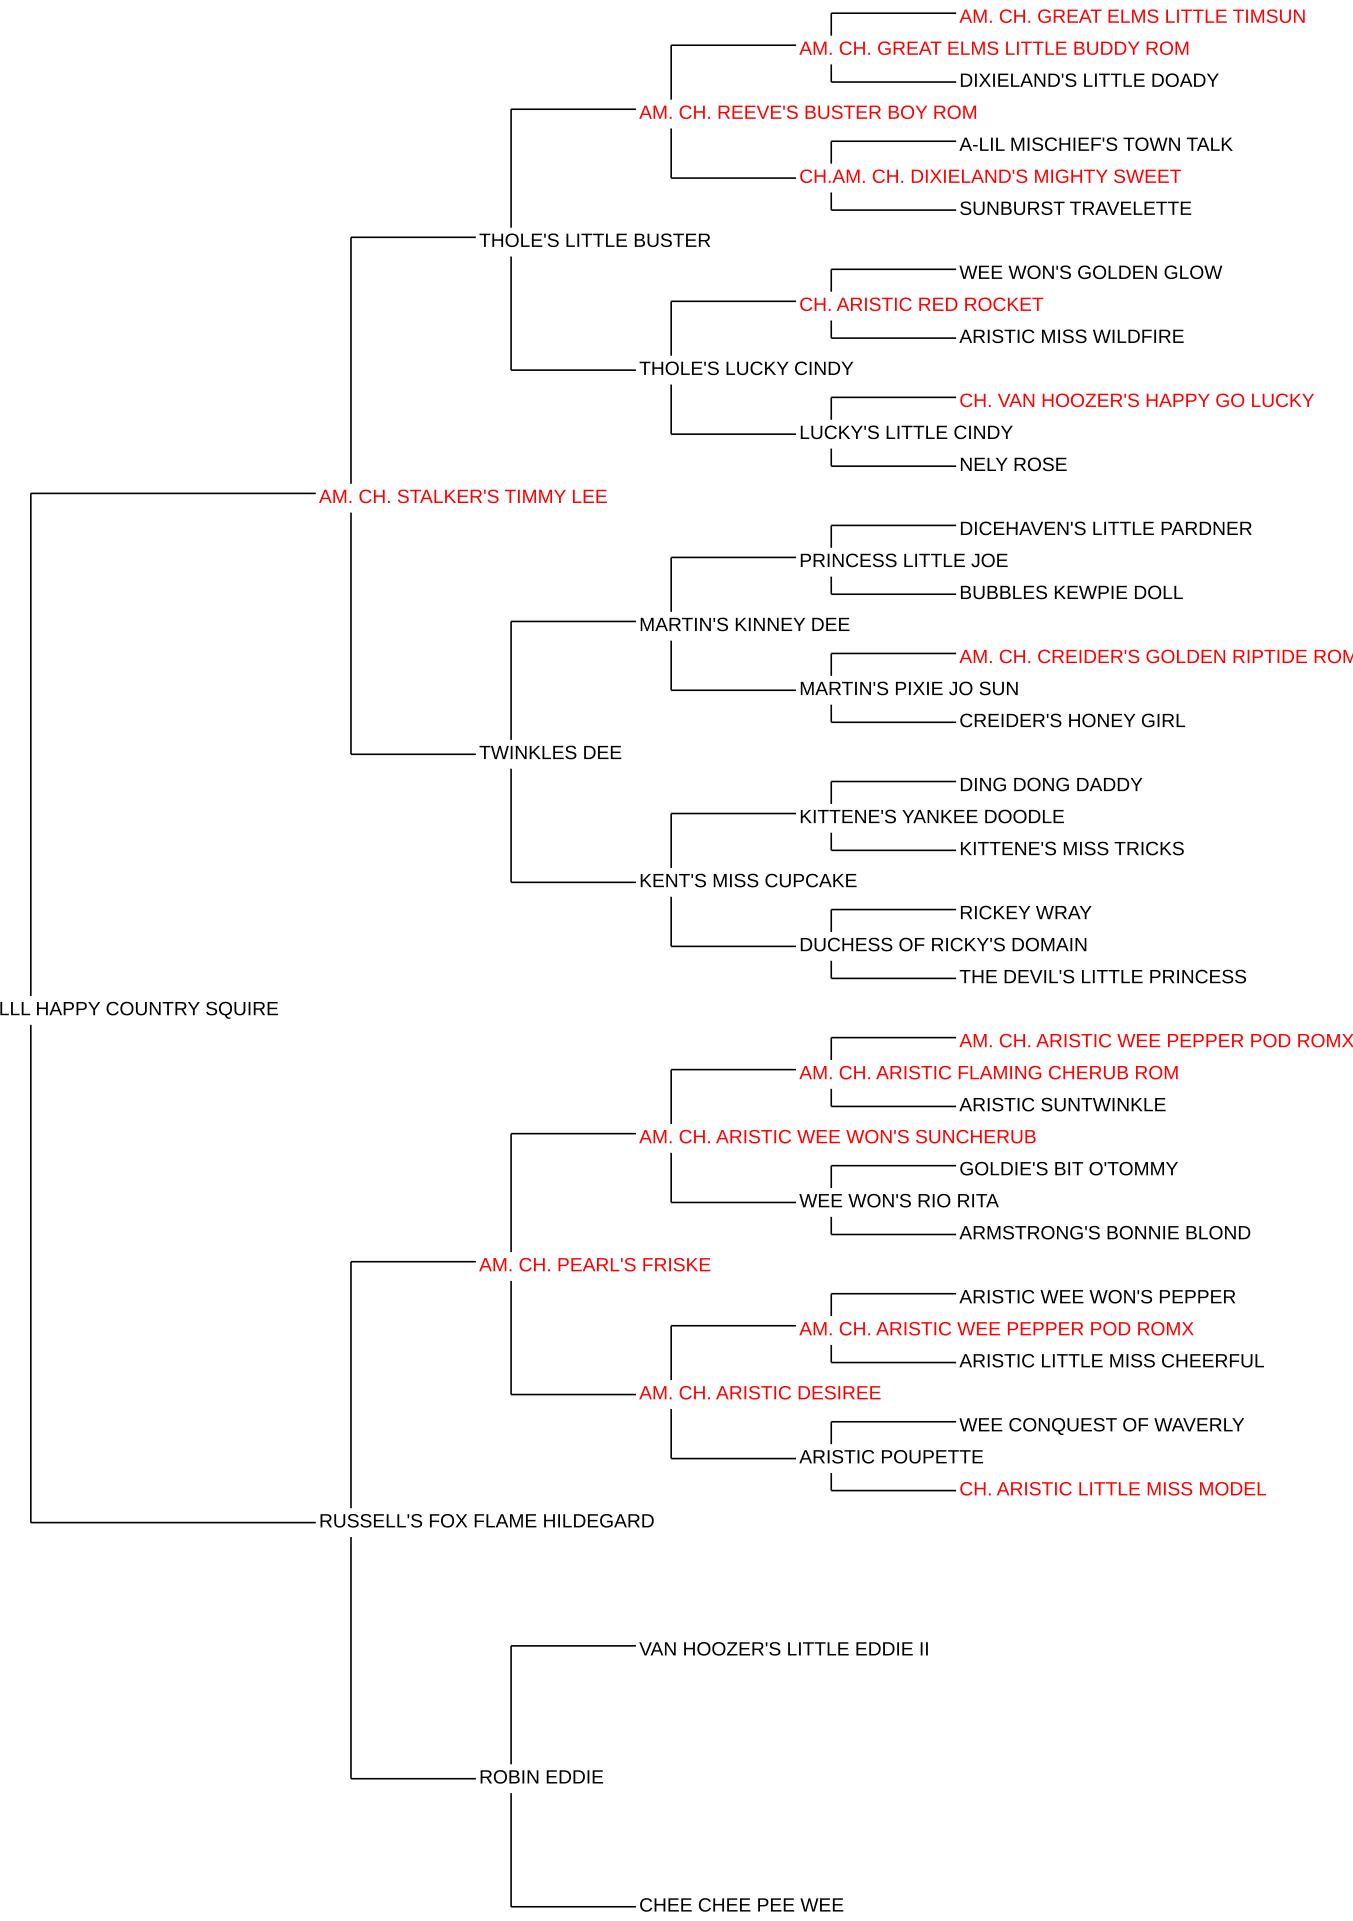 AM. CH. GREAT ELMS LITTLE TIMSUN
AM. CH. GREAT ELMS LITTLE BUDDY ROM
DIXIELAND'S LITTLE DOADY
AM. CH. REEVE'S BUSTER BOY ROM
A-LIL MISCHIEF'S TOWN TALK
CH.AM. CH. DIXIELAND'S MIGHTY SWEET
SUNBURST TRAVELETTE
THOLE'S LITTLE BUSTER
WEE WON'S GOLDEN GLOW
CH. ARISTIC RED ROCKET
ARISTIC MISS WILDFIRE
THOLE'S LUCKY CINDY
CH. VAN HOOZER'S HAPPY GO LUCKY
LUCKY'S LITTLE CINDY
NELY ROSE
AM. CH. STALKER'S TIMMY LEE
DICEHAVEN'S LITTLE PARDNER
PRINCESS LITTLE JOE
BUBBLES KEWPIE DOLL
MARTIN'S KINNEY DEE
AM. CH. CREIDER'S GOLDEN RIPTIDE ROM
MARTIN'S PIXIE JO SUN
CREIDER'S HONEY GIRL
TWINKLES DEE
DING DONG DADDY
KITTENE'S YANKEE DOODLE
KITTENE'S MISS TRICKS
KENT'S MISS CUPCAKE
RICKEY WRAY
DUCHESS OF RICKY'S DOMAIN
THE DEVIL'S LITTLE PRINCESS
LLL HAPPY COUNTRY SQUIRE
AM. CH. ARISTIC WEE PEPPER POD ROMX
AM. CH. ARISTIC FLAMING CHERUB ROM
ARISTIC SUNTWINKLE
AM. CH. ARISTIC WEE WON'S SUNCHERUB
GOLDIE'S BIT O'TOMMY
WEE WON'S RIO RITA
ARMSTRONG'S BONNIE BLOND
AM. CH. PEARL'S FRISKE
ARISTIC WEE WON'S PEPPER
AM. CH. ARISTIC WEE PEPPER POD ROMX
ARISTIC LITTLE MISS CHEERFUL
AM. CH. ARISTIC DESIREE
WEE CONQUEST OF WAVERLY
ARISTIC POUPETTE
CH. ARISTIC LITTLE MISS MODEL
RUSSELL'S FOX FLAME HILDEGARD
VAN HOOZER'S LITTLE EDDIE II
ROBIN EDDIE
CHEE CHEE PEE WEE